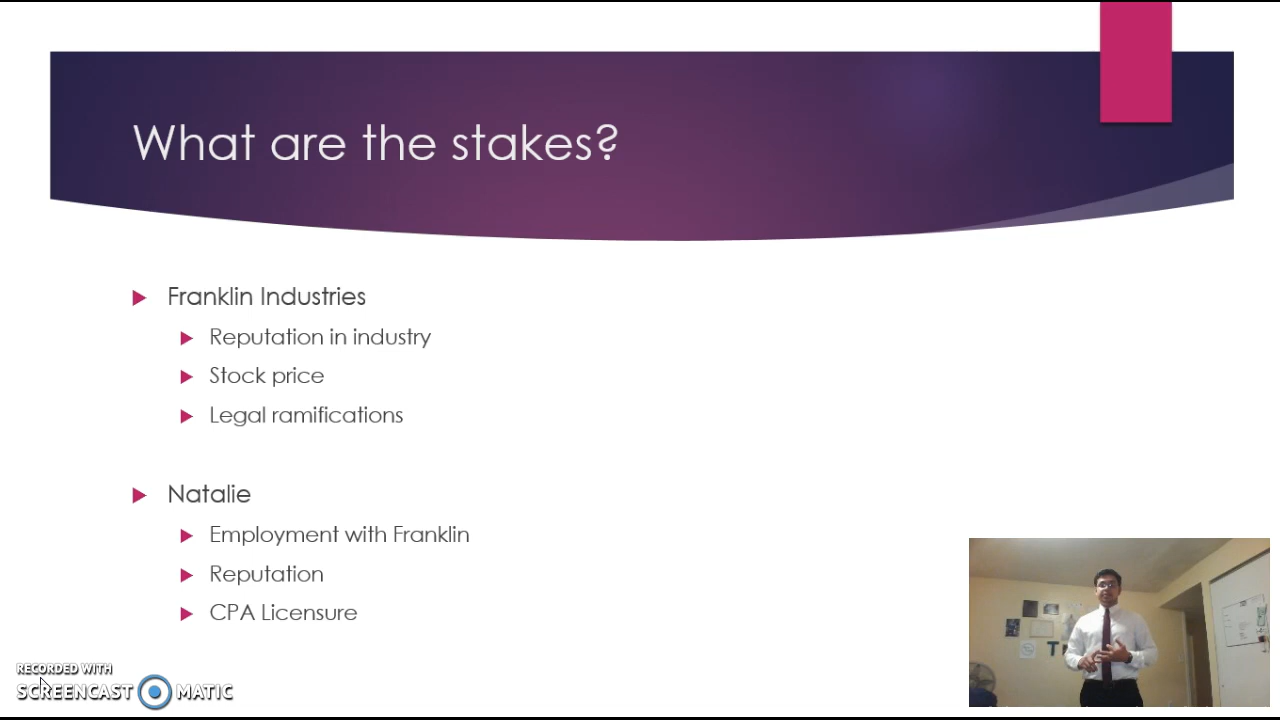 What are the stakes?
Franklin Industries
Reputation in industry
Stock price
Legal ramifications
Natalie
Employment with Franklin
Reputation
CPA Licensure
RECORDED WITH
SCREENCAST MATIC
T